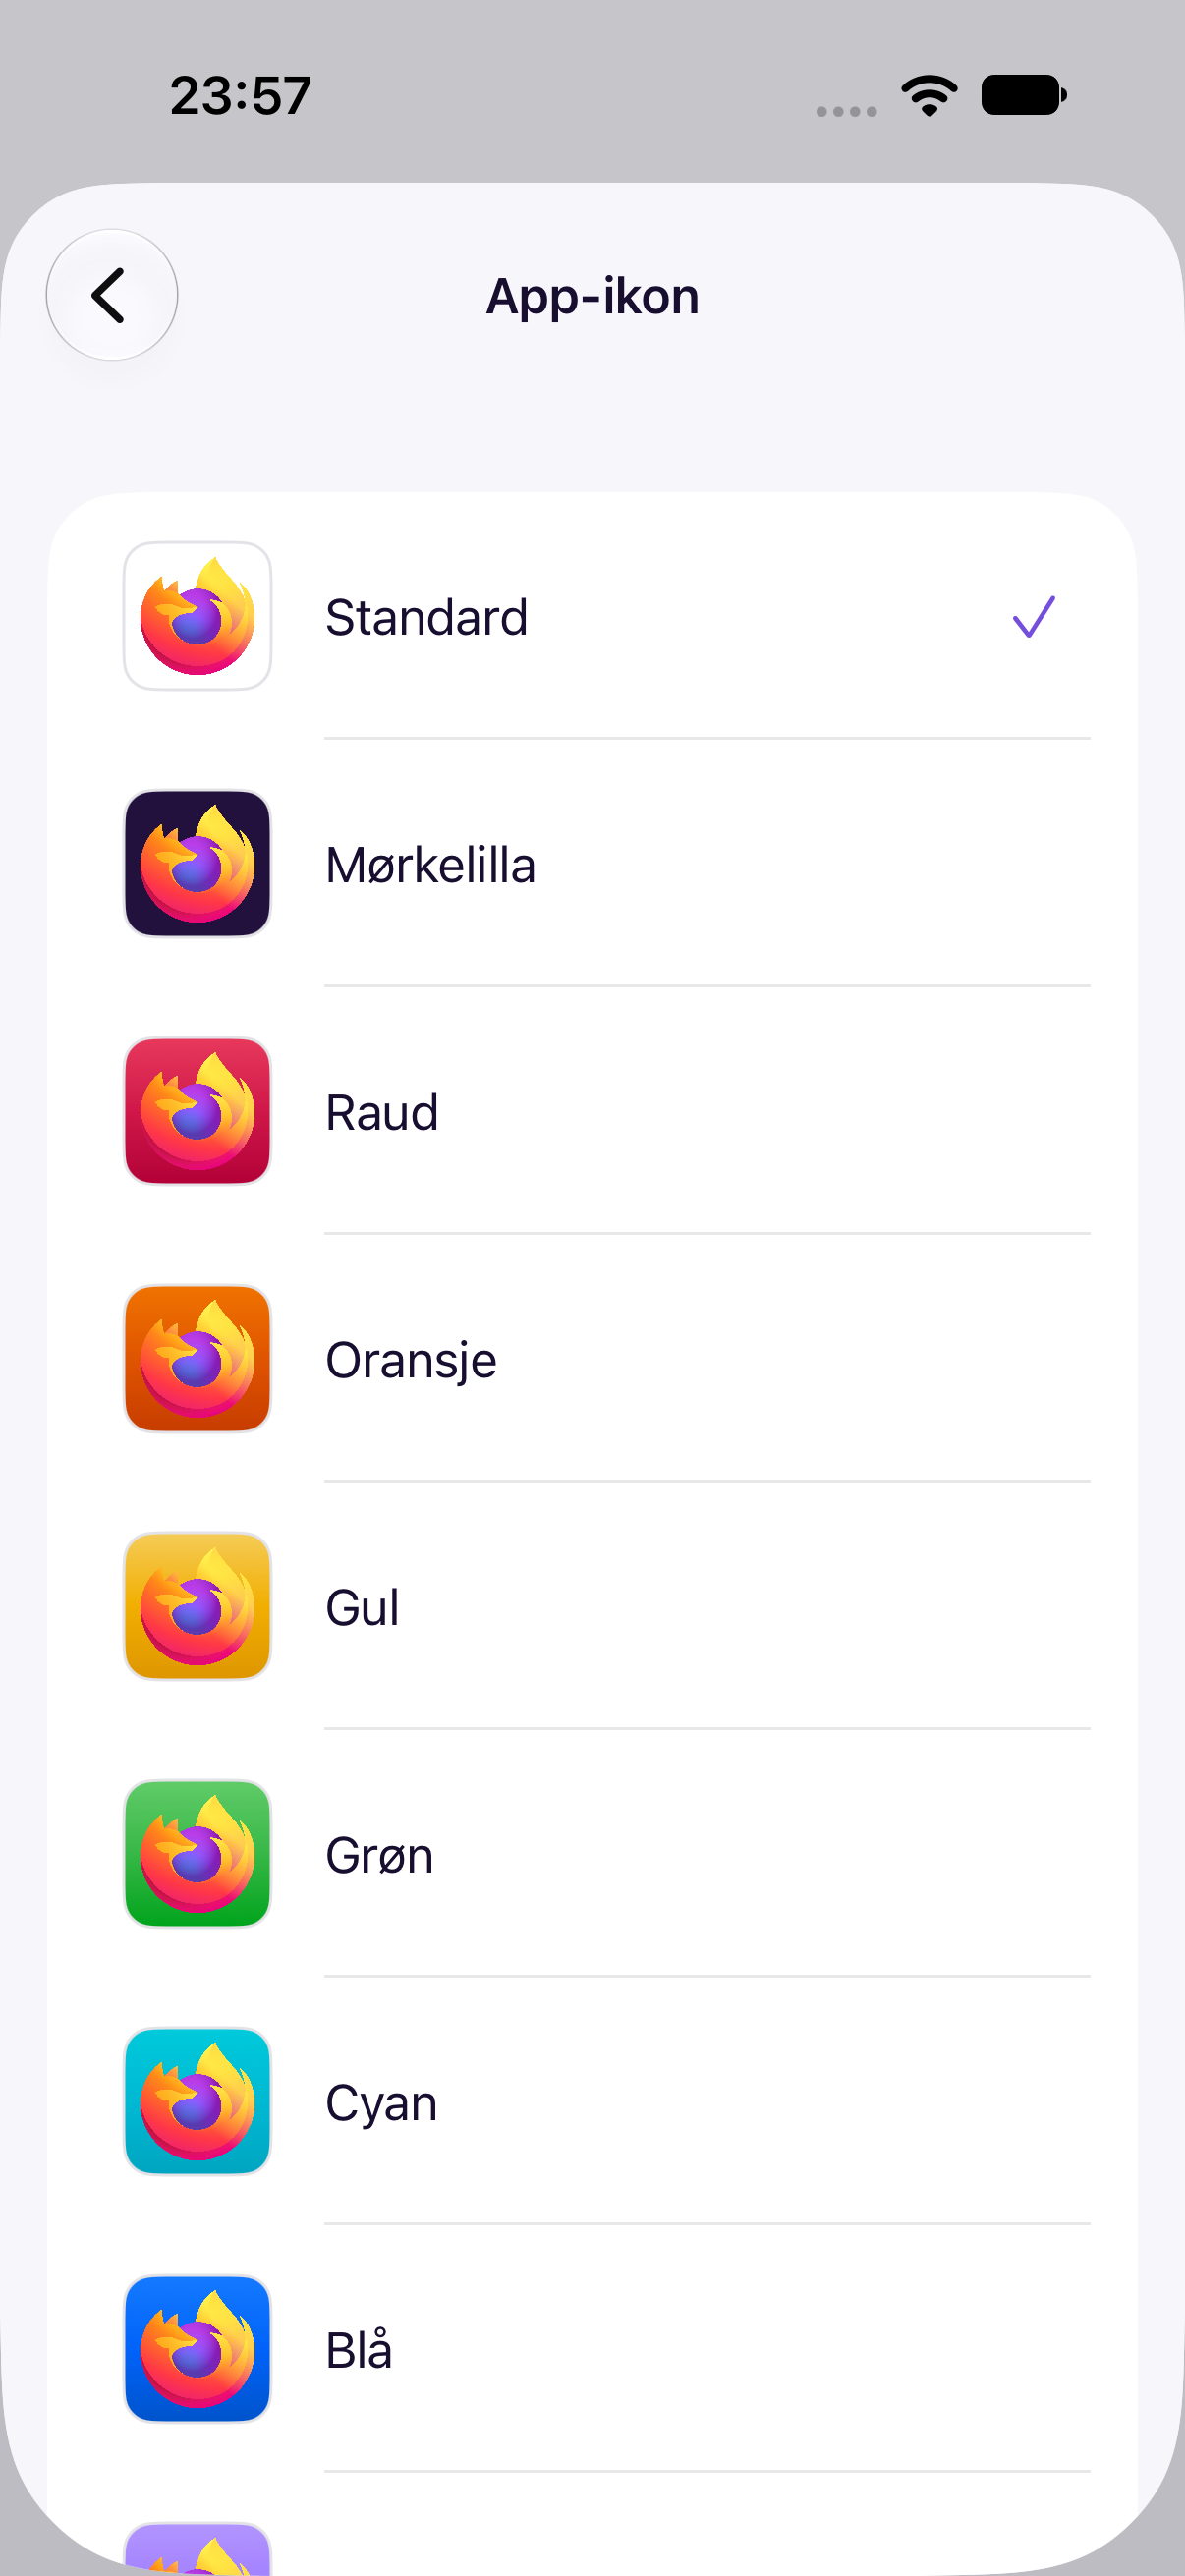 23:57
App-ikon
Standard
Mørkelilla
Raud
Oransje
Gul
Grøn
Cyan
Blå